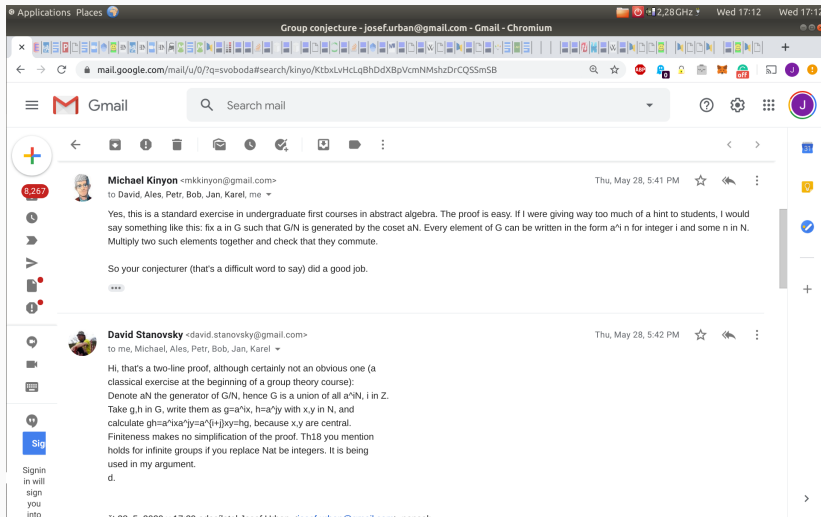 Applications Places
2,28GHz
Wed 17:12
Wed 17:12
Group conjecture - josef.urban@gmail.com - Gmail - Chromium
mail.google.com/mail/u/0/?q=svoboda#search/kinyo/KtbxLvHcLqBhDdXBpVcmNMshzDrCQSSmSB
ABP
0
off
J
Gmail
Search mail
J
31
8,267
Michael Kinyon <mkkinyon@gmail.com>
Thu, May 28, 5:41 PM
to David, Ales, Petr, Bob, Jan, Karel, me
Yes, this is a standard exercise in undergraduate first courses in abstract algebra. The proof is easy. If I were giving way too much of a hint to students, I would
say something like this: fix a in G such that G/N is generated by the coset aN. Every element of G can be written in the form a^i n for integer i and some n in N.
Multiply two such elements together and check that they commute.
So your conjecturer (that's a difficult word to say) did a good job.
David Stanovsky <david.stanovsky@gmail.com>
Thu, May 28, 5:42 PM
to me, Michael, Ales, Petr, Bob, Jan, Karel
Hi, that's a two-line proof, although certainly not an obvious one (a
classical exercise at the beginning of a group theory course):
Denote aN the generator of G/N, hence G is a union of all a^iN, i in Z.
Take g,h in G, write them as g=a^ix, h=a^jy with x,y in N, and
calculate gh=a^ixa^jy=a^{i+j}xy=hg, because x,y are central.
Finiteness makes no simplification of the proof. Th18 you mention
holds for infinite groups if you replace Nat be integers. It is being
used in my argument.
d.
Sig
Signin
in will
sign
you
into